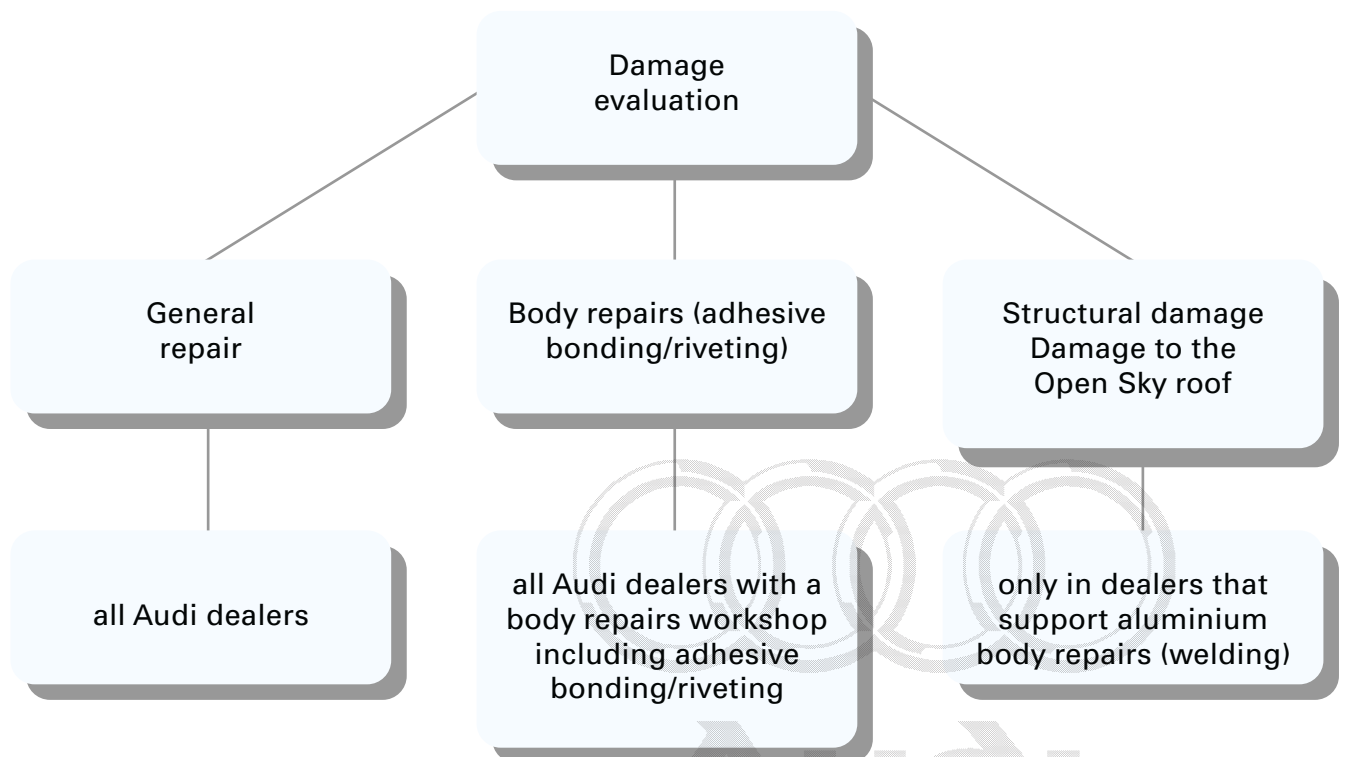 Damage
evaluation
General
repair
Body repairs (adhesive
bonding/riveting)
Structural damage
Damage to the
Open Sky roof
all Audi dealers
all Audi dealers with a
body repairs workshop
including adhesive
bonding/riveting
only in dealers that
support aluminium
body repairs (welding)